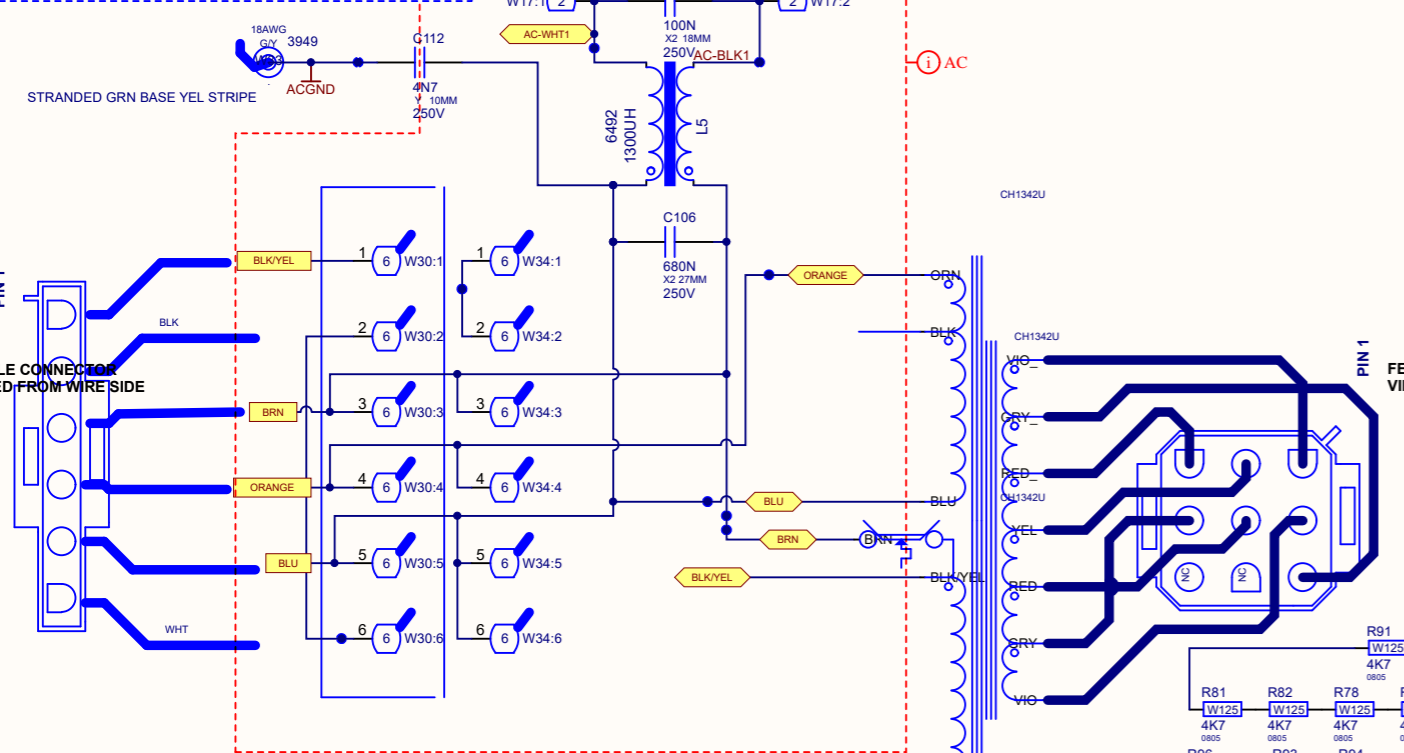 W17:1
2
2
W17:2
100N
X2 18MM
250V
AC-WHT1
AC-BLK1
18AWG
G/Y
3949
ACGND
STRANDED GRN BASE YEL STRIPE
C112
4N7
Y 10MM
250V
6492
1300UH
L5
i AC
C106
680N
X2 27MM
250V
CH1342U
CH1342U
CH1342U
BLK/YEL
BLK
BRN
ORANGE
BLU
WHT
LE CONNECTOR
ED FROM WIRE SIDE
PIN 1
1 6 W30:1
2 6 W30:2
3 6 W30:3
4 6 W30:4
5 6 W30:5
6 6 W30:6
1 6 W34:1
2 6 W34:2
3 6 W34:3
4 6 W34:4
5 6 W34:5
6 6 W34:6
ORANGE
BLU
BRN
BLK/YEL
ORN
BLK
BLU
BRN
BLK/YEL
VIO_
GRY_
RED_
YEL
RED
GRY
VIO
PIN 1
FE
VI
NC
NC
R91
W125
4K7
0805
R81
W125
4K7
0805
R82
W125
4K7
0805
R78
W125
4K7
0805